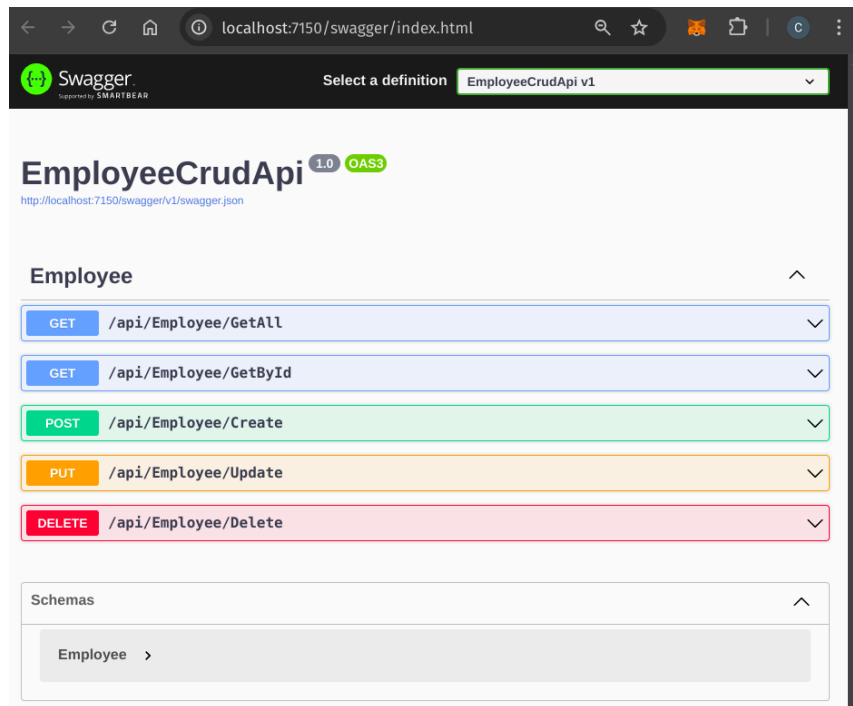 localhost:7150/swagger/index.html
C
{···}
Swagger.
Supported by SMARTBEAR
Select a definition
EmployeeCrudApi v1
EmployeeCrudApi 1.0 OAS3
http://localhost:7150/swagger/v1/swagger.json
Employee
GET /api/Employee/GetAll
GET /api/Employee/GetById
POST /api/Employee/Create
PUT /api/Employee/Update
DELETE /api/Employee/Delete
Schemas
Employee